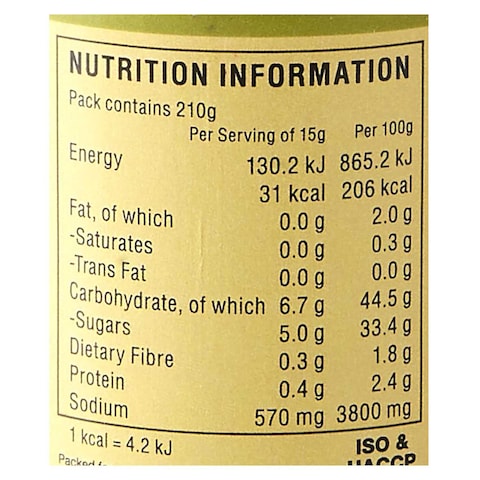 NUTRITION INFORMATION
Pack contains 210g
Per Serving of 15g Per 100g
Energy 130.2 kJ 865.2 kJ
31 kcal 206 kcal
Fat, of which 0.0 g 2.0 g
-Saturates 0.0 g 0.3 g
-Trans Fat 0.0 g 0.0 g
Carbohydrate, of which 6.7 g 44.5 g
-Sugars 5.0 g 33.4 g
Dietary Fibre 0.3 g 1.8 g
Protein 0.4 g 2.4 g
Sodium 570 mg 3800 mg
1 kcal = 4.2 kJ
ISO &
Packed HACCP